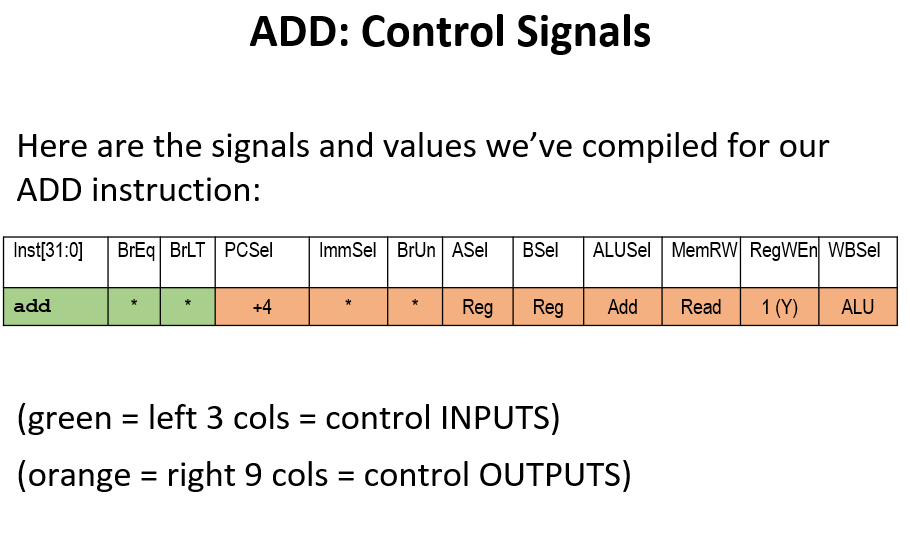 ADD: Control Signals
Here are the signals and values we’ve compiled for our
ADD instruction:
Inst[31:0] BrEq BrLT PCSel ImmSel BrUn ASel BSel ALUSel MemRW RegWEn WBSel
add * * +4 * * Reg Reg Add Read 1 (Y) ALU
(green = left 3 cols = control INPUTS)
(orange = right 9 cols = control OUTPUTS)